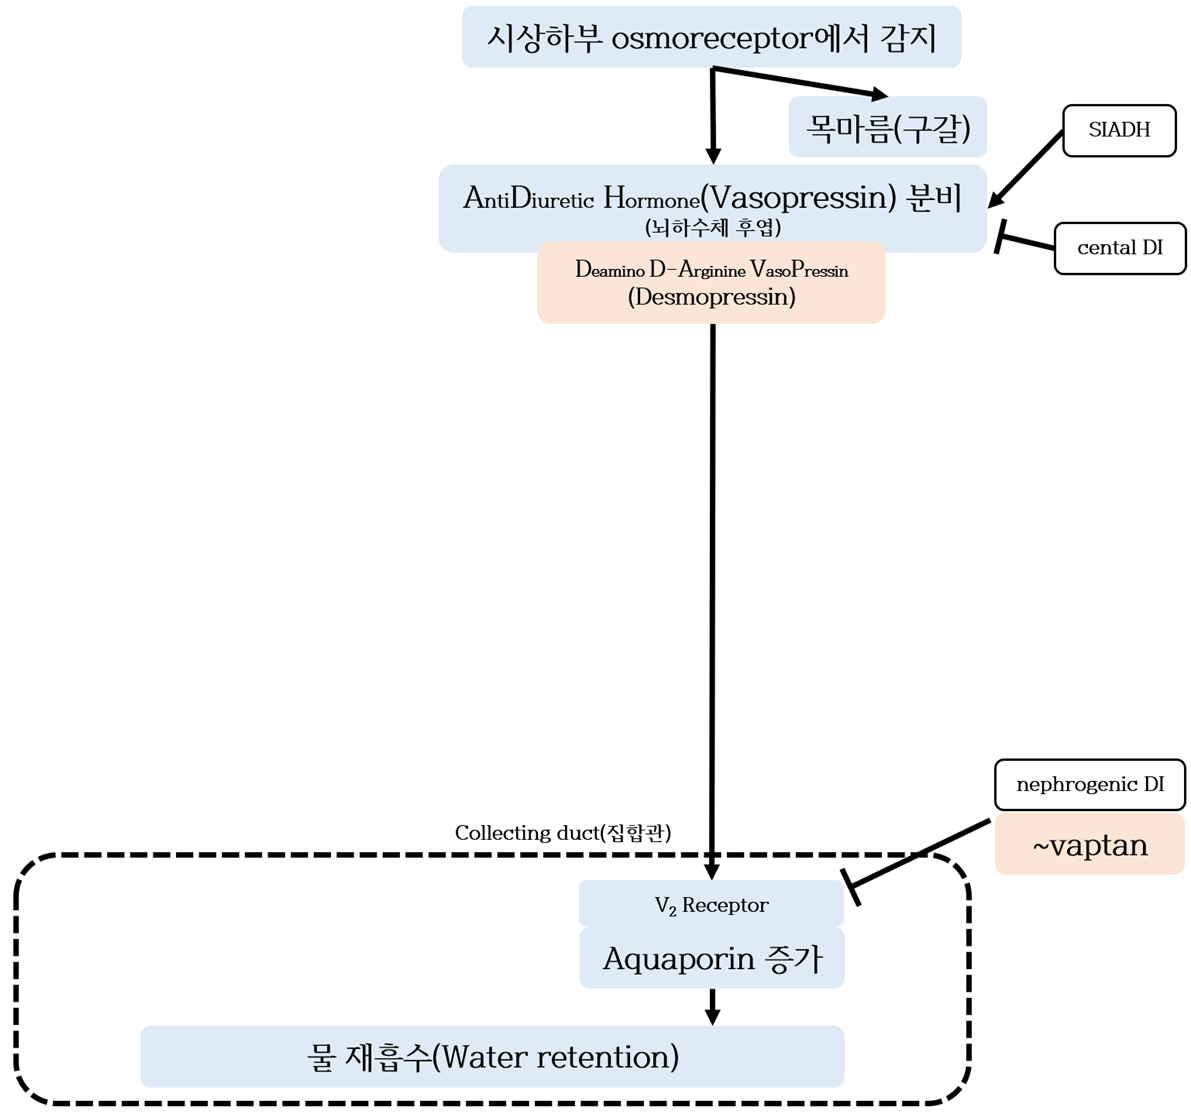 시상하부 osmoreceptor에서 감지
목마름(구갈)
SIADH
AntiDiuretic Hormone(Vasopressin) 분비
(뇌하수체 후엽)
cental DI
Deamino D-Arginine VasoPressin
(Desmopressin)
nephrogenic DI
~vaptan
Collecting duct(집합관)
V₂ Receptor
Aquaporin 증가
물 재흡수(Water retention)